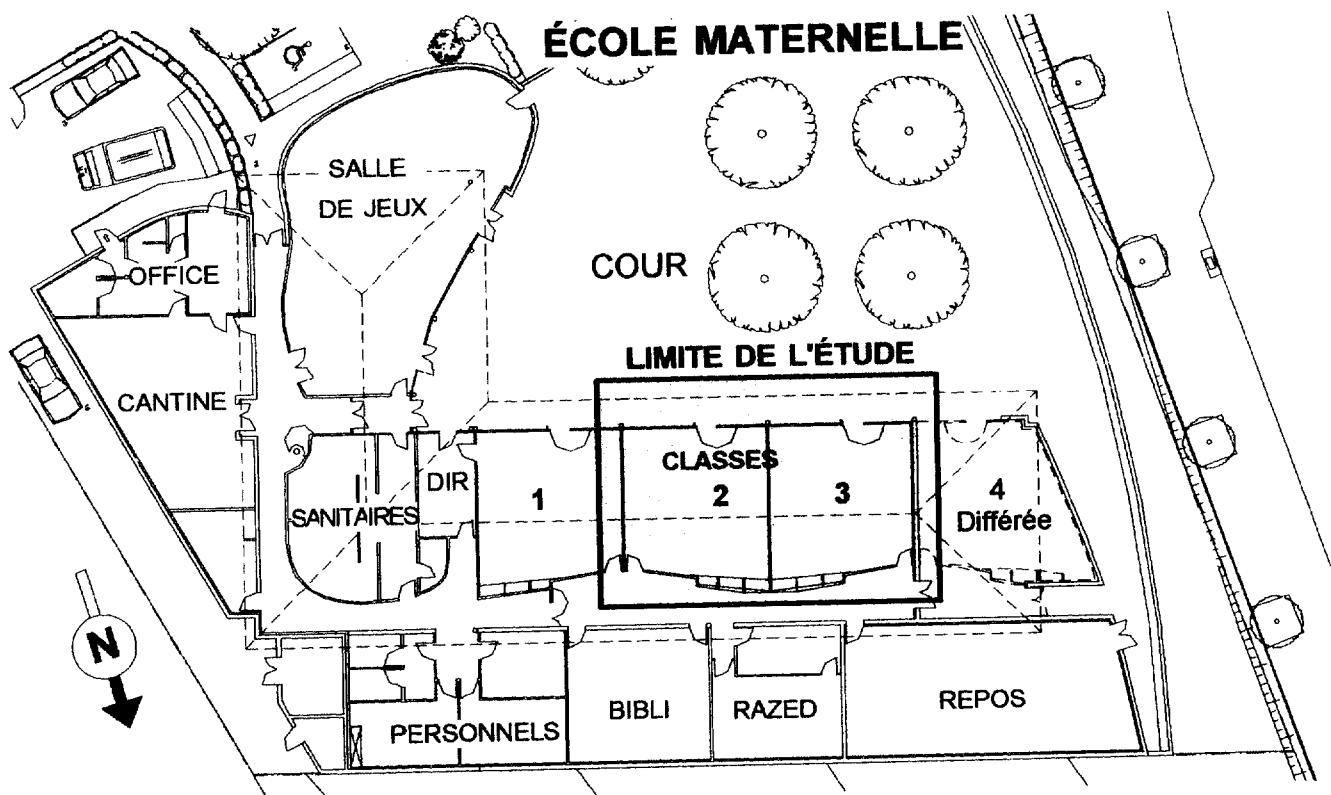 ÉCOLE MATERNELLE
SALLE
DE JEUX
OFFICE
COUR
LIMITE DE L'ÉTUDE
CANTINE
CLASSES
DIR
1
2
3
4
Différée
SANITAIRES
N
PERSONNELS
BIBLI
RAZED
REPOS